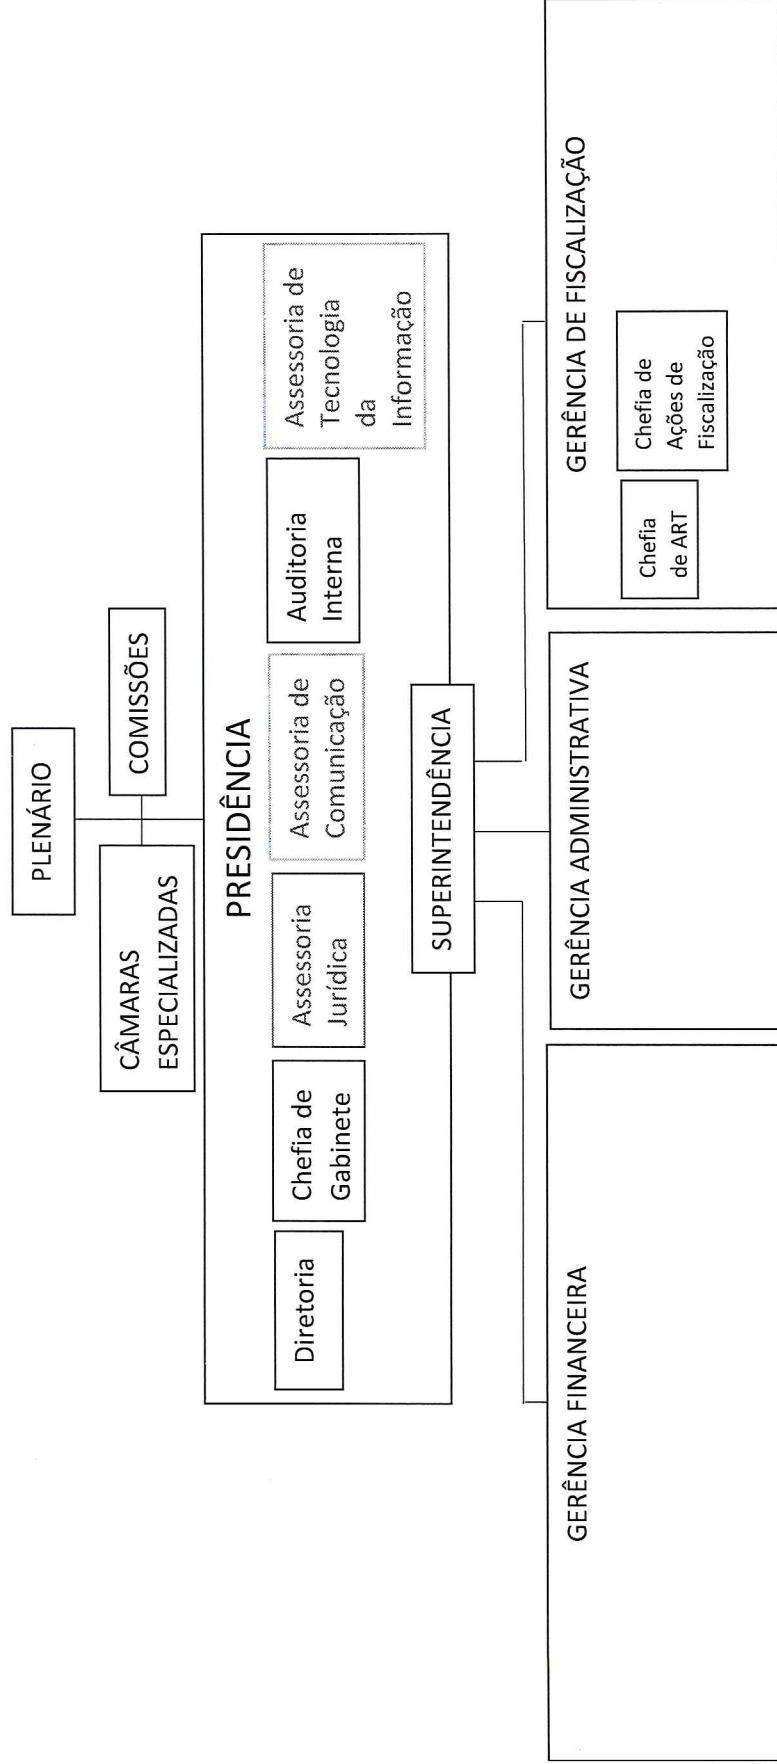 PLENÁRIO
CÂMARAS
ESPECIALIZADAS
COMISSÕES
PRESIDÊNCIA
Diretoria
Chefia de
Gabinete
Assessoria
Jurídica
Assessoria de
Comunicação
Auditoria
Interna
Assessoria de
Tecnologia
da
Informação
SUPERINTENDÊNCIA
GERÊNCIA FINANCEIRA
GERÊNCIA ADMINISTRATIVA
GERÊNCIA DE FISCALIZAÇÃO
Chefia
de ART
Chefia de
Ações de
Fiscalização